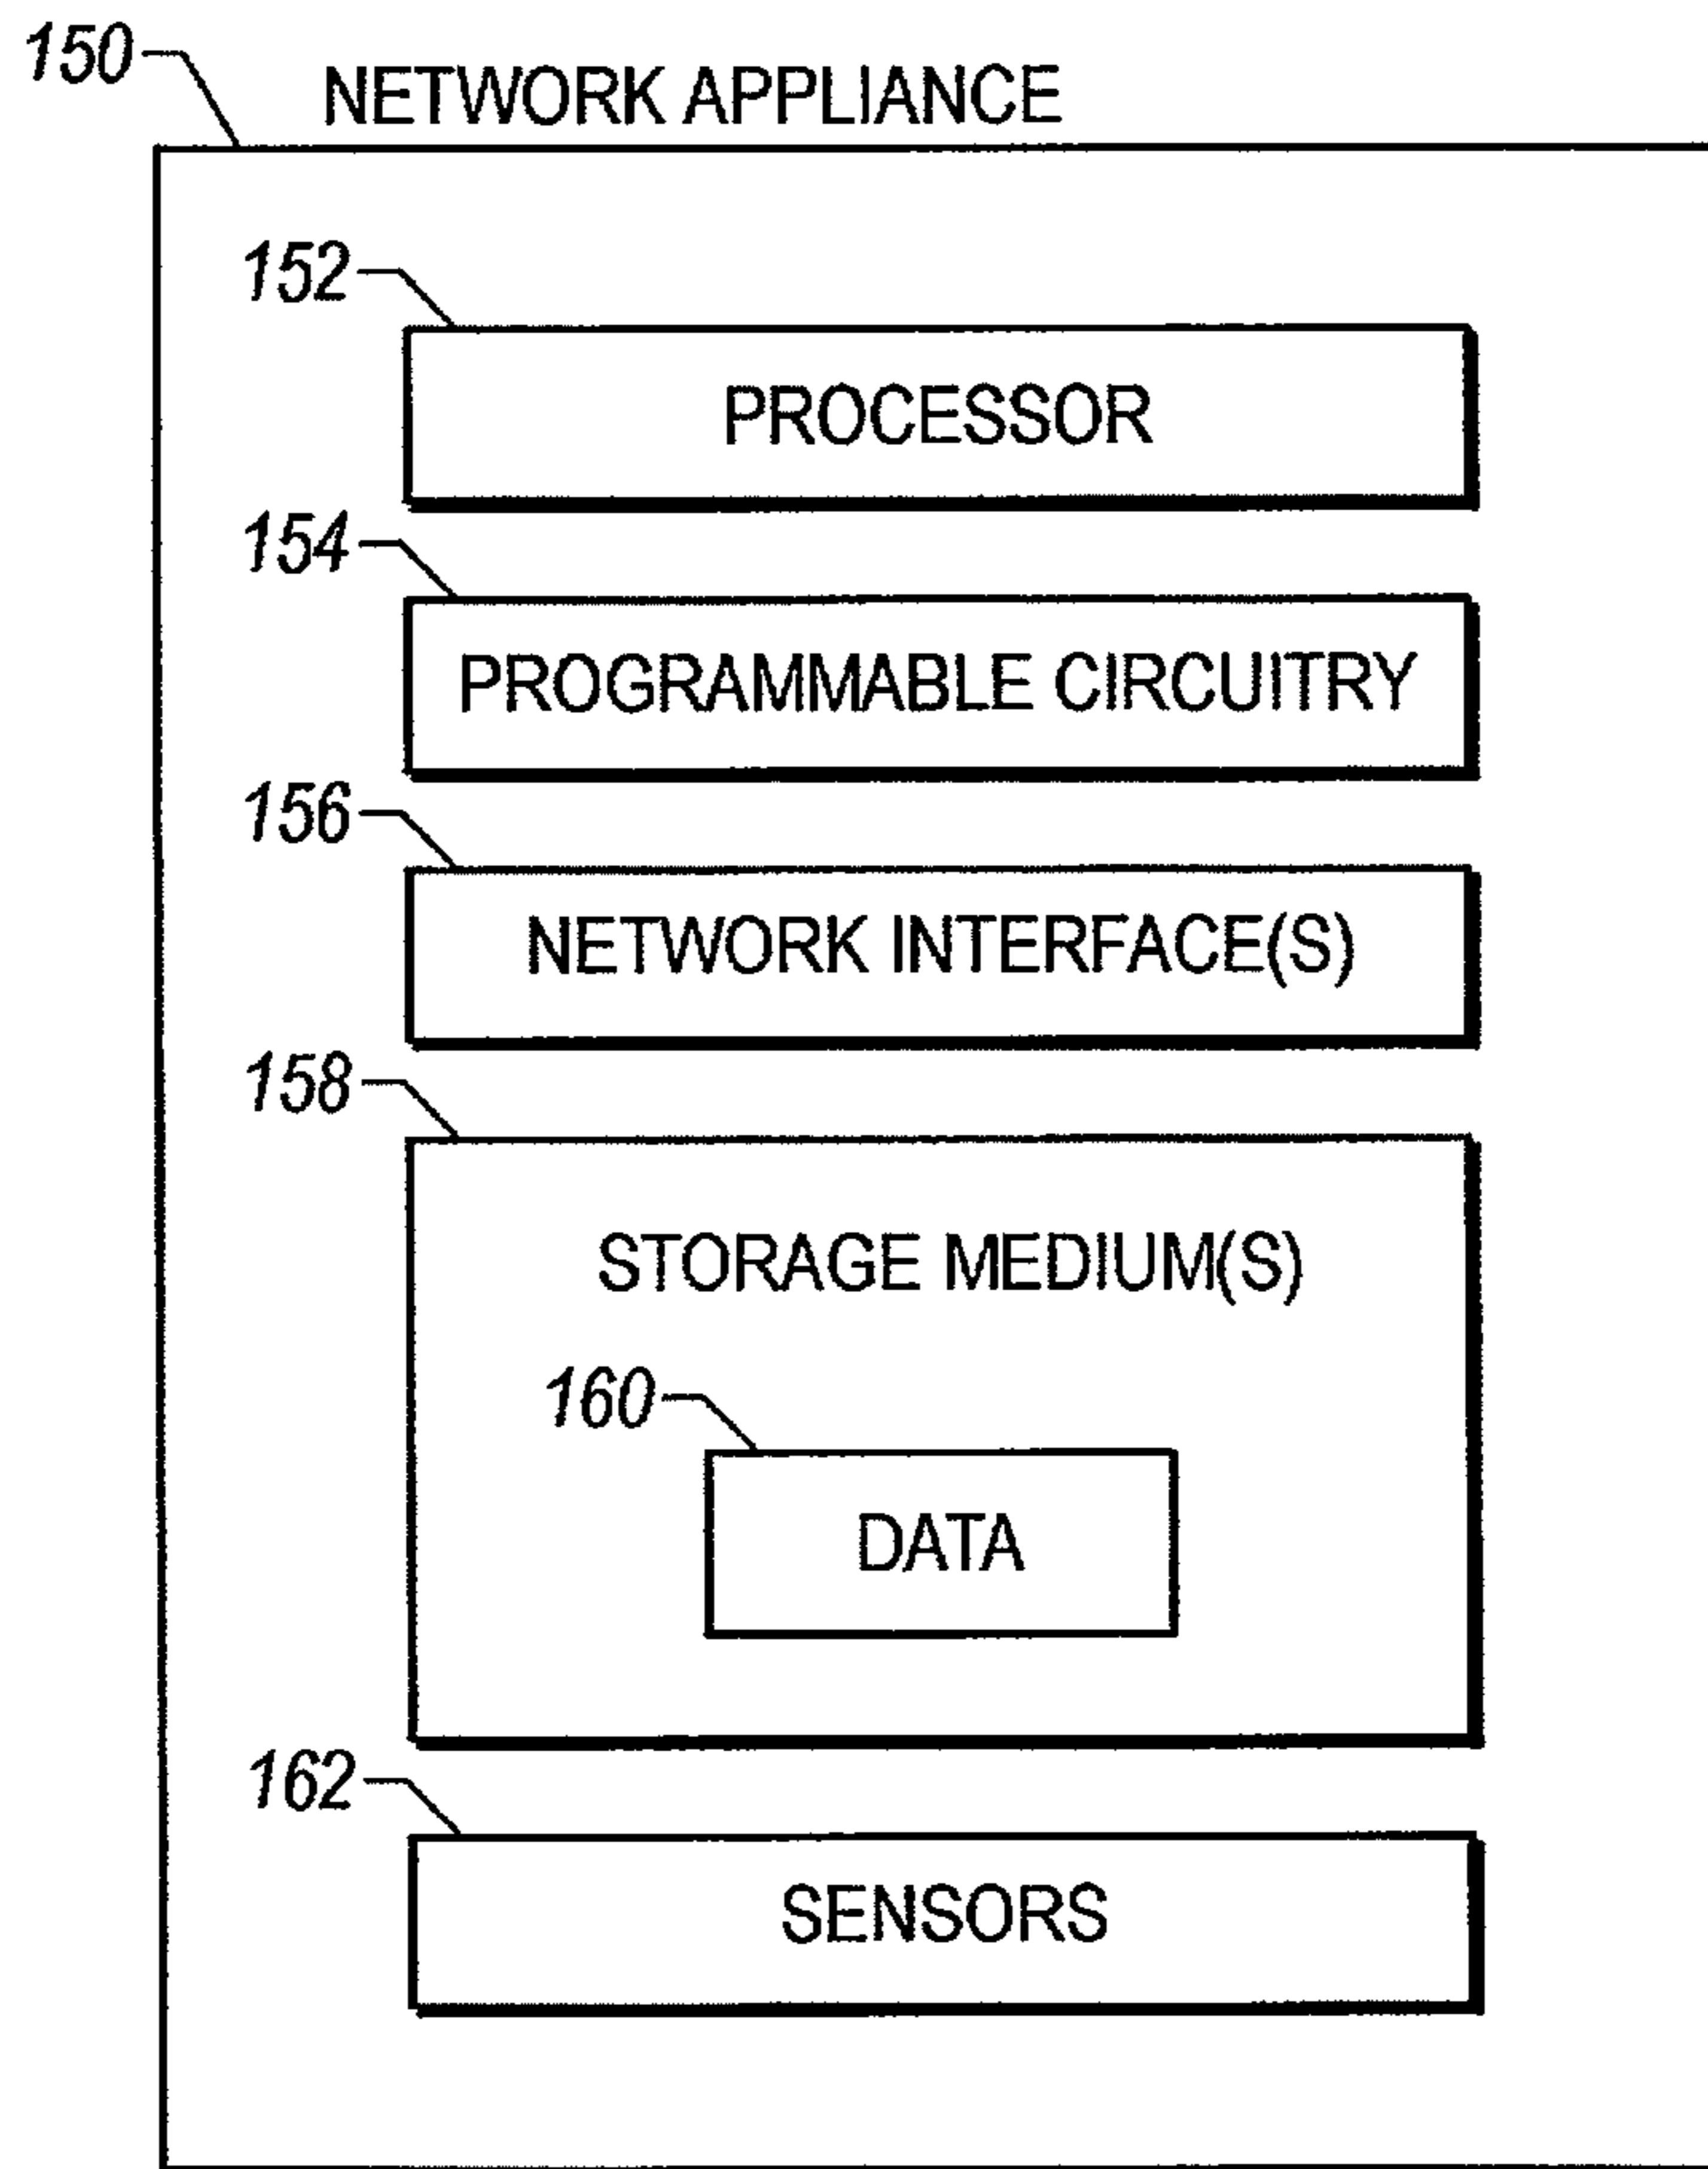 150
NETWORK APPLIANCE
152
PROCESSOR
154
PROGRAMMABLE CIRCUITRY
156
NETWORK INTERFACE(S)
158
STORAGE MEDIUM(S)
160
DATA
162
SENSORS